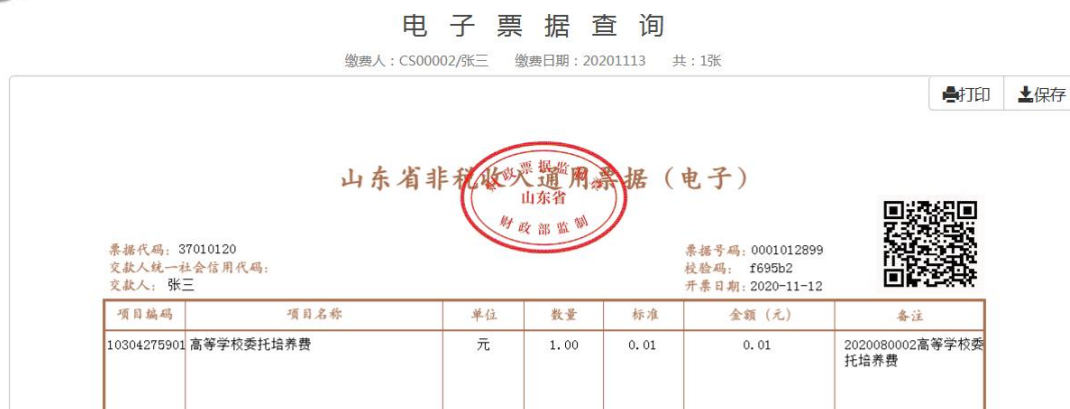 电子票据查询
缴费人：CS00002/张三 缴费日期：20201113 共：1张
打印 保存
山东省非税收入通用票据（电子）
财政票据监制章
山东省
财政部监制
票据代码：37010120 票据号码：0001012899
交款人统一社会信用代码： 校验码：f695b2
交款人：张三 开票日期：2020-11-12
项目编码 项目名称 单位 数量 标准 金额（元） 备注
10304275901 高等学校委托培养费 元 1.00 0.01 0.01 2020080002高等学校委
托培养费